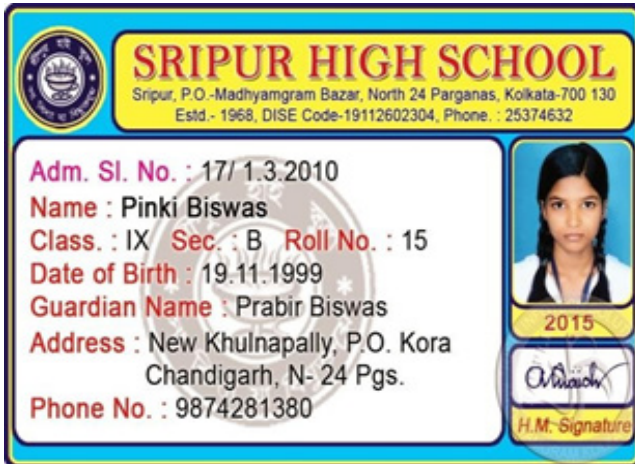 SRIPUR HIGH SCHOOL
Sripur, P.O.-Madhyamgram Bazar, North 24 Parganas, Kolkata-700 130
Estd.- 1968, DISE Code-19112602304, Phone. : 25374632
Adm. Sl. No. : 17/ 1.3.2010
Name : Pinki Biswas
Class. : IX Sec. : B Roll No. : 15
Date of Birth : 19.11.1999
Guardian Name : Prabir Biswas
Address : New Khulnapally, P.O. Kora
Chandigarh, N- 24 Pgs.
Phone No. : 9874281380
2015
H.M. Signature